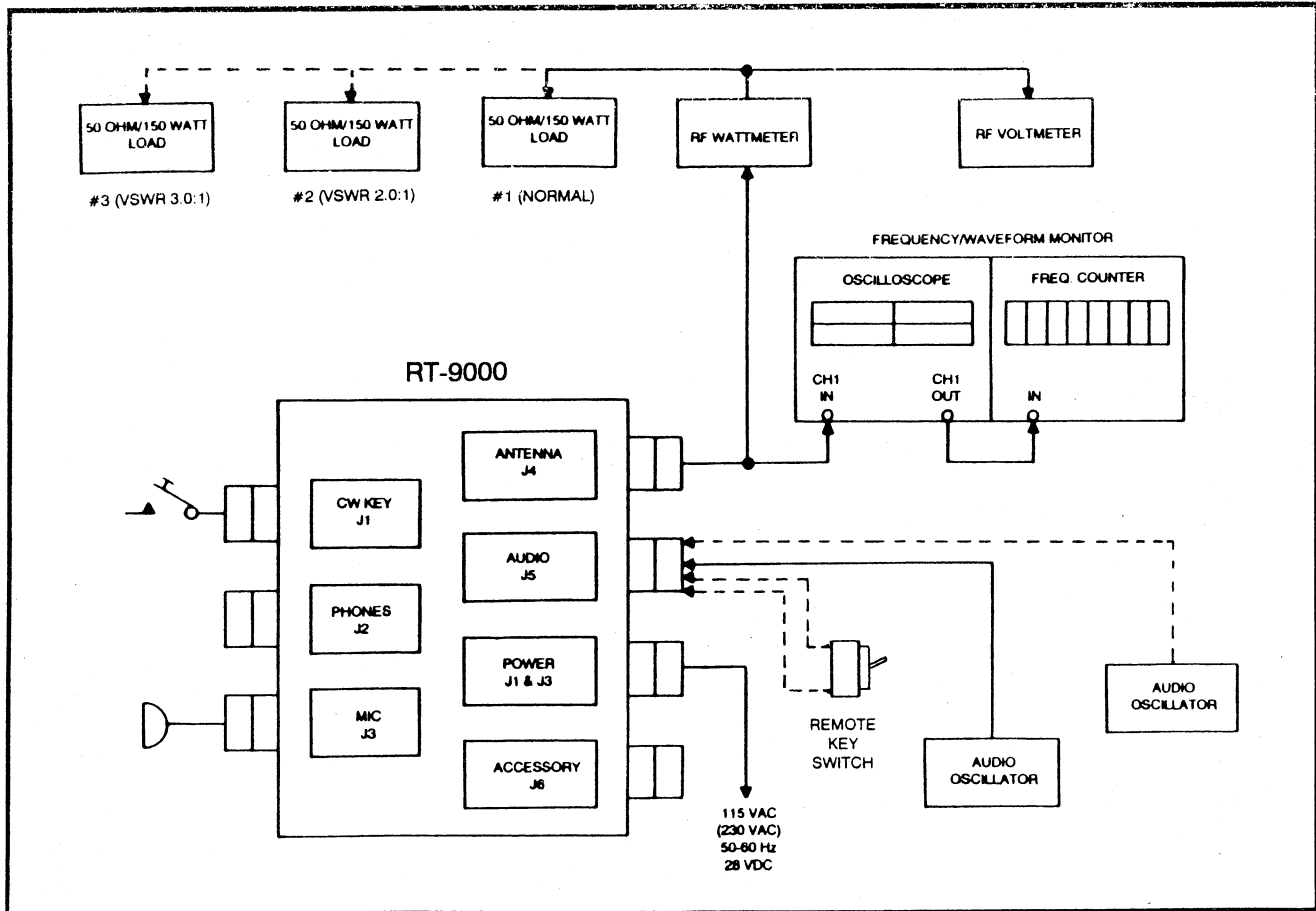 50 OHM/150 WATT
LOAD
#3 (VSWR 3.0:1)
50 OHM/150 WATT
LOAD
#2 (VSWR 2.0:1)
50 OHM/150 WATT
LOAD
#1 (NORMAL)
RF WATTMETER
RF VOLTMETER
FREQUENCY/WAVEFORM MONITOR
OSCILLOSCOPE
FREQ. COUNTER
CH1
IN
CH1
OUT
IN
RT-9000
ANTENNA
J4
CW KEY
J1
AUDIO
J5
PHONES
J2
POWER
J1 & J3
MIC
J3
ACCESSORY
J6
115 VAC
(230 VAC)
50-60 Hz
28 VDC
REMOTE
KEY
SWITCH
AUDIO
OSCILLATOR
AUDIO
OSCILLATOR